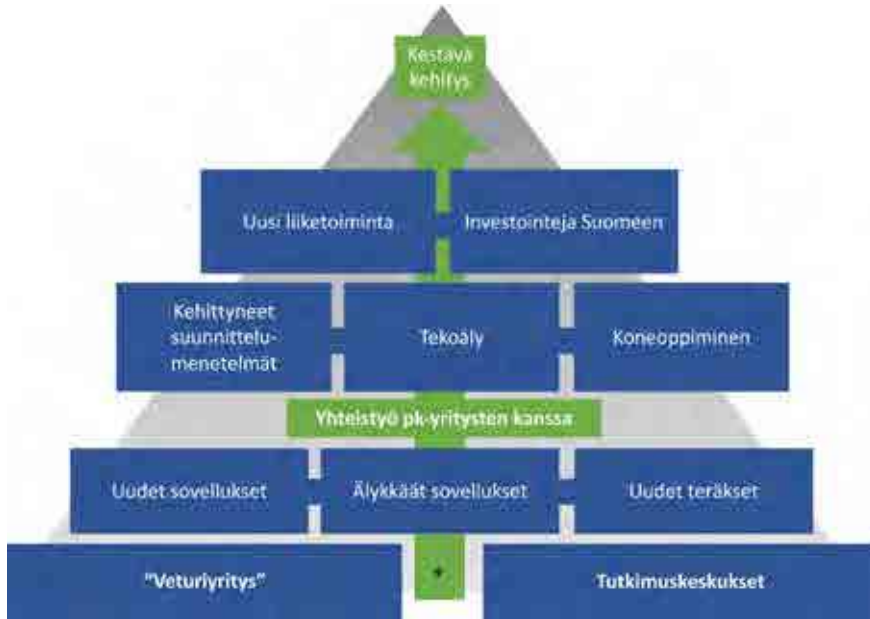 Kestävä
kehitys
Uusi liiketoiminta
Investointeja Suomeen
Kehittyneet
suunnittelu-
menetelmät
Tekoäly
Koneoppiminen
Yhteistyö pk-yritysten kanssa
Uudet sovellukset
Älykkäät sovellukset
Uudet teräkset
"Veturiyritys"
+
Tutkimuskeskukset